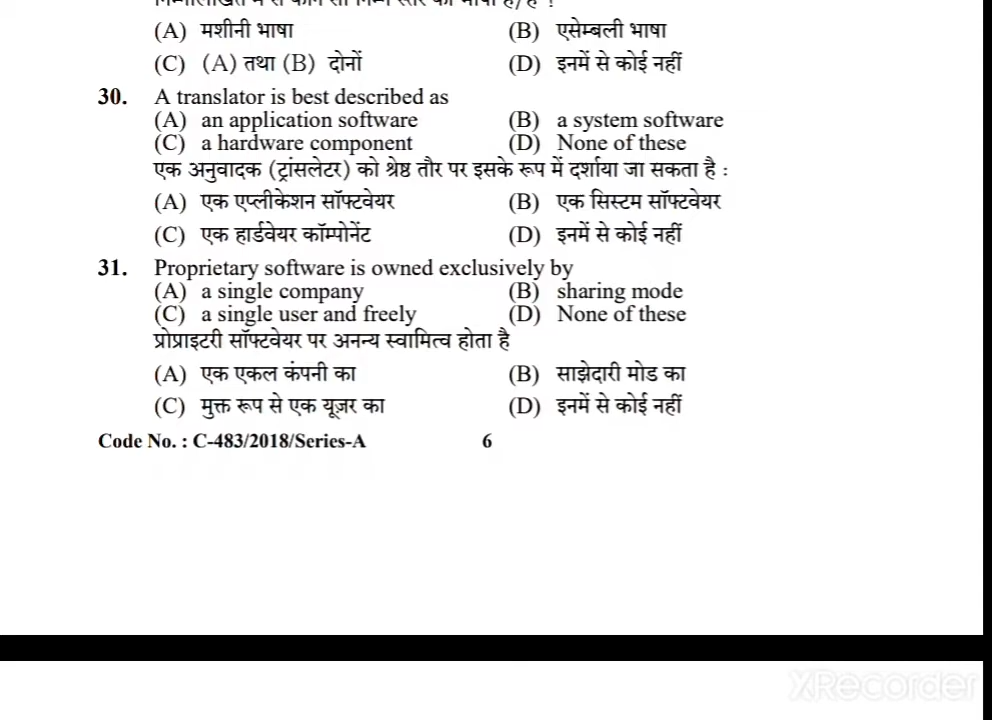 निम्नलिखित में से कौन सी निम्न स्तर की भाषा है/हैं ?
(A) मशीनी भाषा (B) एसेम्बली भाषा
(C) (A) तथा (B) दोनों (D) इनमें से कोई नहीं
30. A translator is best described as
(A) an application software (B) a system software
(C) a hardware component (D) None of these
एक अनुवादक (ट्रांसलेटर) को श्रेष्ठ तौर पर इसके रूप में दर्शाया जा सकता है :
(A) एक एप्लीकेशन सॉफ्टवेयर (B) एक सिस्टम सॉफ्टवेयर
(C) एक हार्डवेयर कॉम्पोनेंट (D) इनमें से कोई नहीं
31. Proprietary software is owned exclusively by
(A) a single company (B) sharing mode
(C) a single user and freely (D) None of these
प्रोप्राइटरी सॉफ्टवेयर पर अनन्य स्वामित्व होता है
(A) एक एकल कंपनी का (B) साझेदारी मोड का
(C) मुक्त रूप से एक यूज़र का (D) इनमें से कोई नहीं
Code No. : C-483/2018/Series-A 6
XRecorder